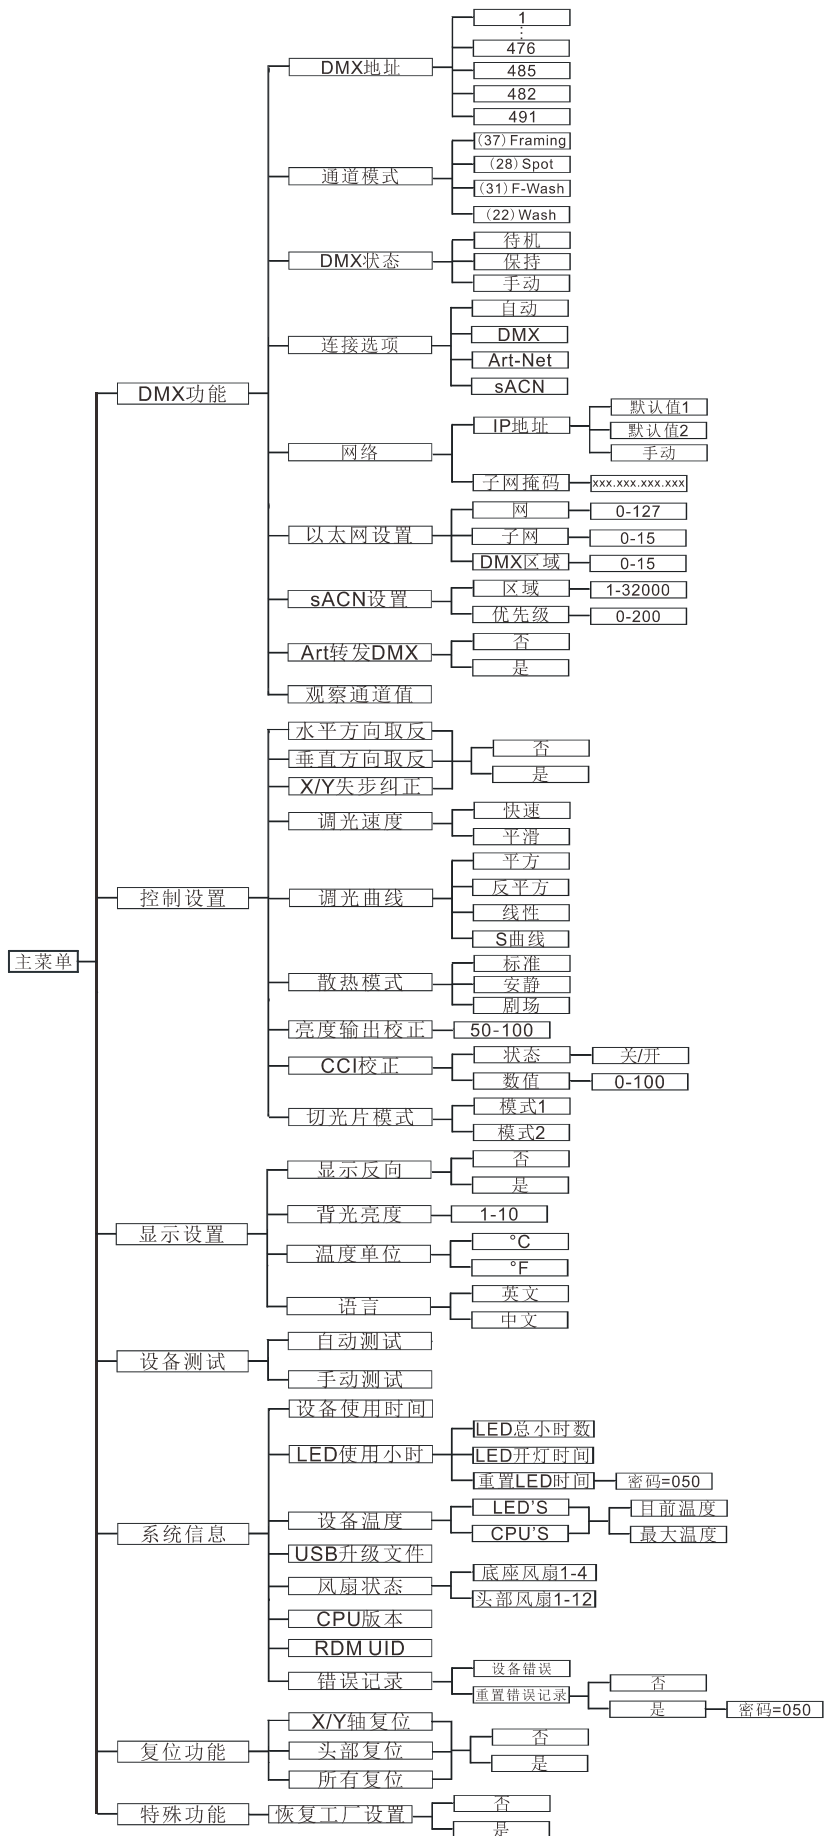 主菜单
DMX功能
DMX地址
1
476
485
482
491
通道模式
(37)Framing
(28)Spot
(31)F-Wash
(22)Wash
DMX状态
待机
保持
手动
连接选项
自动
DMX
Art-Net
sACN
网络
IP地址
默认值1
默认值2
手动
子网掩码
xxx.xxx.xxx.xxx
以太网设置
网
0-127
子网
0-15
DMX区域
0-15
sACN设置
区域
1-32000
优先级
0-200
Art转发DMX
否
是
观察通道值
控制设置
水平方向取反
垂直方向取反
X/Y失步纠正
否
是
调光速度
快速
平滑
调光曲线
平方
反平方
线性
S曲线
散热模式
标准
安静
剧场
亮度输出校正
50-100
CCI校正
状态
关/开
数值
0-100
切光片模式
模式1
模式2
显示设置
显示反向
否
是
背光亮度
1-10
温度单位
°C
°F
语言
英文
中文
设备测试
自动测试
手动测试
系统信息
设备使用时间
LED使用小时
LED总小时数
LED开灯时间
重置LED时间
密码=050
设备温度
LED'S
CPU'S
目前温度
最大温度
USB升级文件
风扇状态
底座风扇1-4
头部风扇1-12
CPU版本
RDM UID
错误记录
设备错误
重置错误记录
否
是
密码=050
复位功能
X/Y轴复位
头部复位
所有复位
否
是
特殊功能
恢复工厂设置
否
是